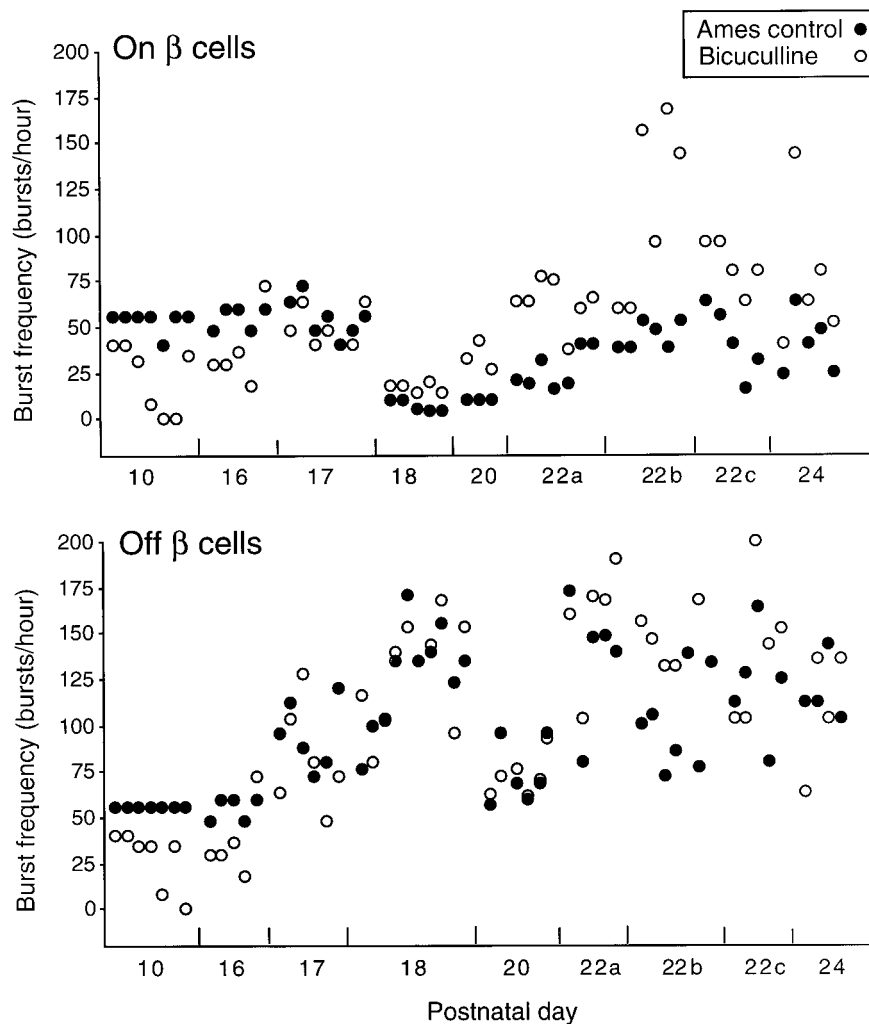 Ames control
Bicuculline
On β cells
Burst frequency (bursts/hour)
200
175
150
125
100
75
50
25
0
10 16 17 18 20 22a 22b 22c 24
Off β cells
Burst frequency (bursts/hour)
200
175
150
125
100
75
50
25
0
10 16 17 18 20 22a 22b 22c 24
Postnatal day